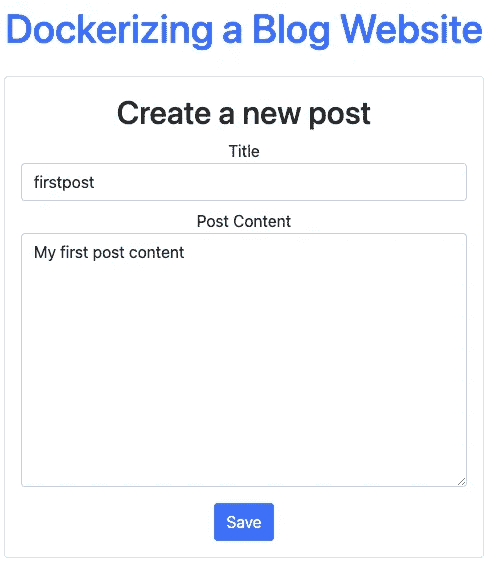 Dockerizing a Blog Website
Create a new post
Title
firstpost
Post Content
My first post content
Save